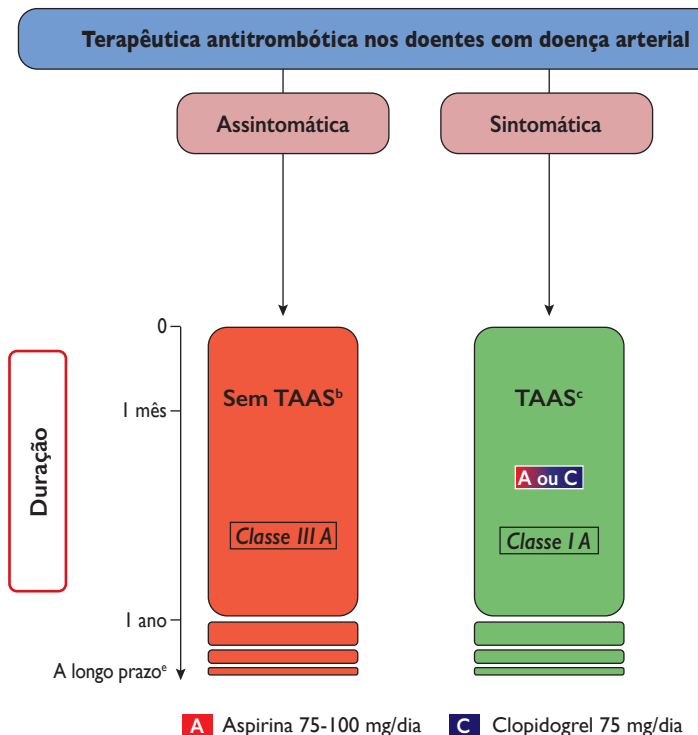 Terapêutica antitrombótica nos doentes com doença arterial
Assintomática
Sintomática
Duração
0
1 mês
1 ano
A longo prazoᵉ
Sem TAASᵇ
Classe III A
TAASᶜ
A ou C
Classe I A
A Aspirina 75-100 mg/dia
C Clopidogrel 75 mg/dia